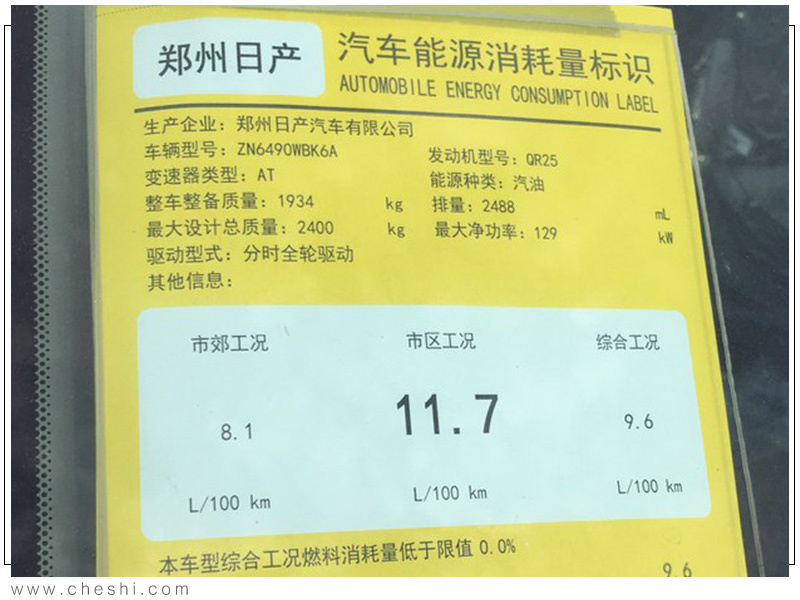 郑州日产
汽车能源消耗量标识
AUTOMOBILE ENERGY CONSUMPTION LABEL
生产企业：郑州日产汽车有限公司
车辆型号：ZN6490WBK6A
发动机型号：QR25
变速器类型：AT
能源种类：汽油
整车整备质量：1934 kg
排量：2488 mL
最大设计总质量：2400 kg
最大净功率：129 kW
驱动型式：分时全轮驱动
其他信息：
市郊工况 市区工况 综合工况
8.1 11.7 9.6
L/100 km L/100 km L/100 km
本车型综合工况燃料消耗量低于限值 0.0%
9.6
www.cheshi.com